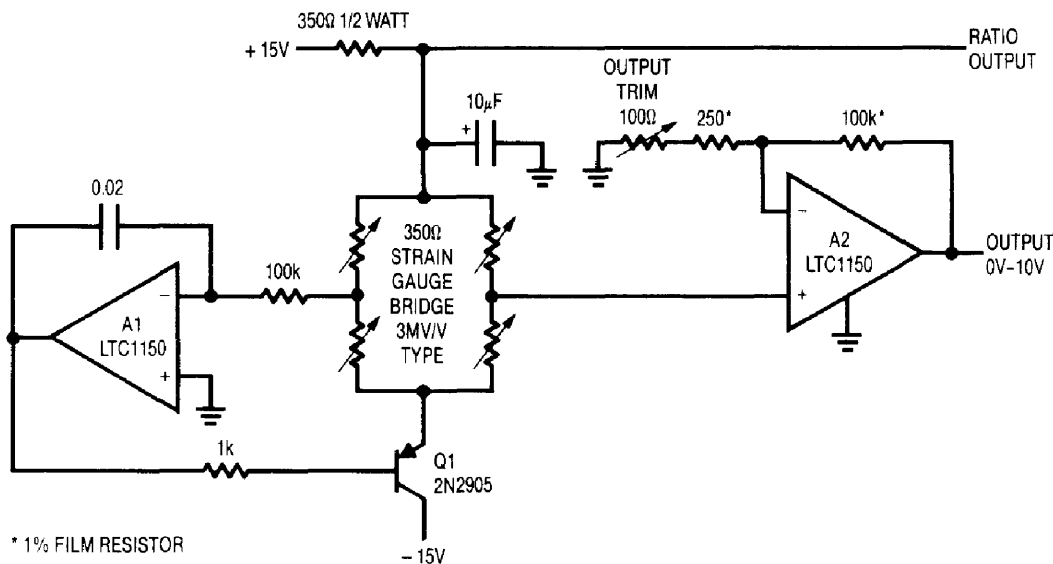 350Ω 1/2 WATT
+ 15V
RATIO
OUTPUT
OUTPUT
TRIM
100Ω
250*
100k*
10µF
+
0.02
350Ω
STRAIN
GAUGE
BRIDGE
3MV/V
TYPE
100k
–
A1
LTC1150
+
–
A2
LTC1150
+
OUTPUT
0V–10V
1k
Q1
2N2905
– 15V
* 1% FILM RESISTOR